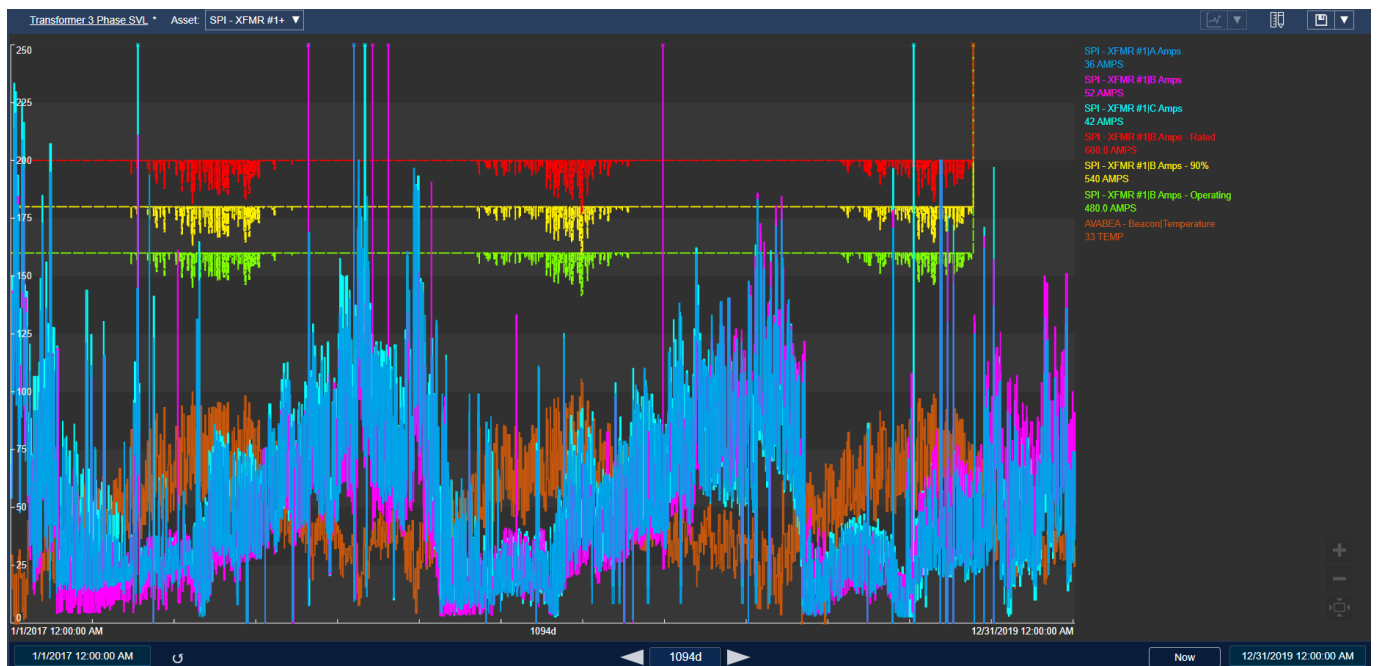 Transformer 3 Phase SVL * Asset: SPI - XFMR #1+ ▼
250
225
200
175
150
125
100
75
50
25
0
1/1/2017 12:00:00 AM 1094d 12/31/2019 12:00:00 AM
SPI - XFMR #1|A Amps
36 AMPS
SPI - XFMR #1|B Amps
52 AMPS
SPI - XFMR #1|C Amps
42 AMPS
SPI - XFMR #1|B Amps - Rated
600.0 AMPS
SPI - XFMR #1|B Amps - 90%
540 AMPS
SPI - XFMR #1|B Amps - Operating
480.0 AMPS
AVABEA - Beacon|Temperature
33 TEMP
1/1/2017 12:00:00 AM 1094d Now 12/31/2019 12:00:00 AM